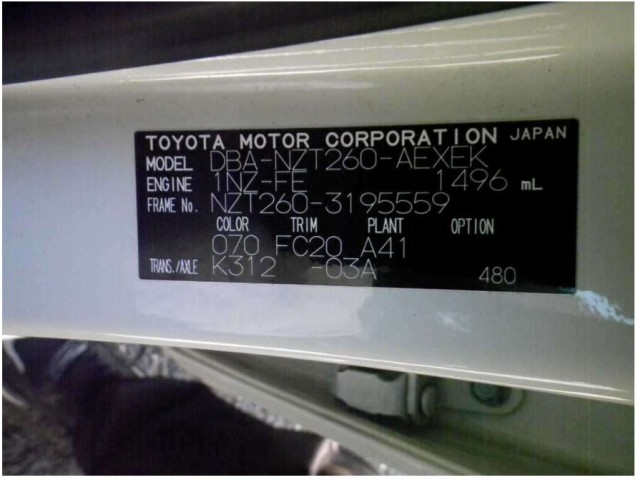 TOYOTA MOTOR CORPORATION JAPAN
MODEL DBA-NZT260-AEXEK
ENGINE 1NZ-FE 1496 mL
FRAME No. NZT260-3195559
COLOR TRIM PLANT OPTION
070 FC20 A41
TRANS./AXLE K312 -03A 480